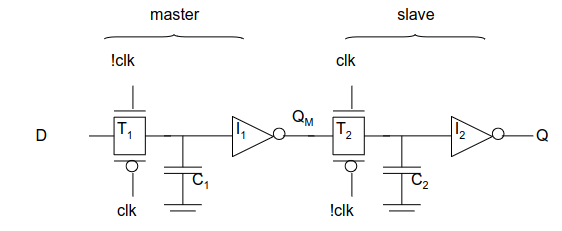 master slave
!clk clk
D T1 I1 QM T2 I2 Q
C1 C2
clk !clk